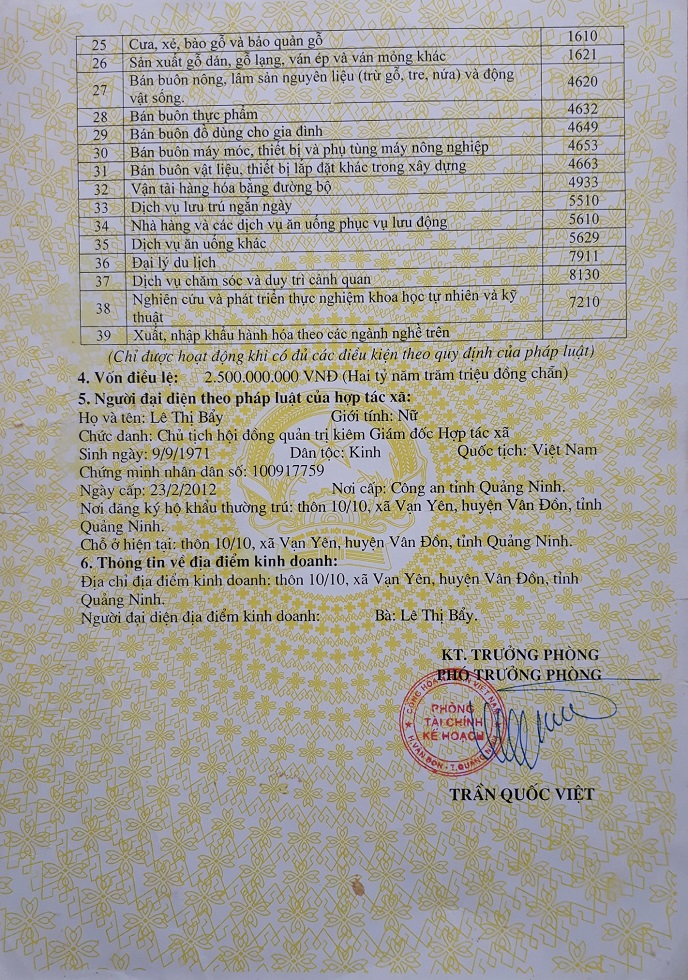 25 Cưa, xẻ, bào gỗ và bảo quản gỗ 1610
26 Sản xuất gỗ dán, gỗ lạng, ván ép và ván mỏng khác 1621
27 Bán buôn nông, lâm sản nguyên liệu (trừ gỗ, tre, nứa) và động 4620
vật sống.
28 Bán buôn thực phẩm 4632
29 Bán buôn đồ dùng cho gia đình 4649
30 Bán buôn máy móc, thiết bị và phụ tùng máy nông nghiệp 4653
31 Bán buôn vật liệu, thiết bị lắp đặt khác trong xây dựng 4663
32 Vận tải hàng hóa bằng đường bộ 4933
33 Dịch vụ lưu trú ngắn ngày 5510
34 Nhà hàng và các dịch vụ ăn uống phục vụ lưu động 5610
35 Dịch vụ ăn uống khác 5629
36 Đại lý du lịch 7911
37 Dịch vụ chăm sóc và duy trì cảnh quan 8130
38 Nghiên cứu và phát triển thực nghiệm khoa học tự nhiên và kỹ 7210
thuật
39 Xuất, nhập khẩu hành hóa theo các ngành nghề trên
(Chỉ được hoạt động khi có đủ các điều kiện theo quy định của pháp luật)
4. Vốn điều lệ: 2.500.000.000 VNĐ (Hai tỷ năm trăm triệu đồng chẵn)
5. Người đại diện theo pháp luật của hợp tác xã:
Họ và tên: Lê Thị Bẩy Giới tính: Nữ
Chức danh: Chủ tịch hội đồng quản trị kiêm Giám đốc Hợp tác xã
Sinh ngày: 9/9/1971 Dân tộc: Kinh Quốc tịch: Việt Nam
Chứng minh nhân dân số: 100917759
Ngày cấp: 23/2/2012 Nơi cấp: Công an tỉnh Quảng Ninh.
Nơi đăng ký hộ khẩu thường trú: thôn 10/10, xã Vạn Yên, huyện Vân Đồn, tỉnh
Quảng Ninh.
Chỗ ở hiện tại: thôn 10/10, xã Vạn Yên, huyện Vân Đồn, tỉnh Quảng Ninh.
6. Thông tin về địa điểm kinh doanh:
Địa chỉ địa điểm kinh doanh: thôn 10/10, xã Vạn Yên, huyện Vân Đồn, tỉnh
Quảng Ninh.
Người đại diện địa điểm kinh doanh: Bà: Lê Thị Bẩy.
KT. TRƯỞNG PHÒNG
PHÓ TRƯỞNG PHÒNG
PHÒNG
TÀI CHÍNH
KẾ HOẠCH
H.VÂN ĐỒN - T.QUẢNG
TRẦN QUỐC VIỆT